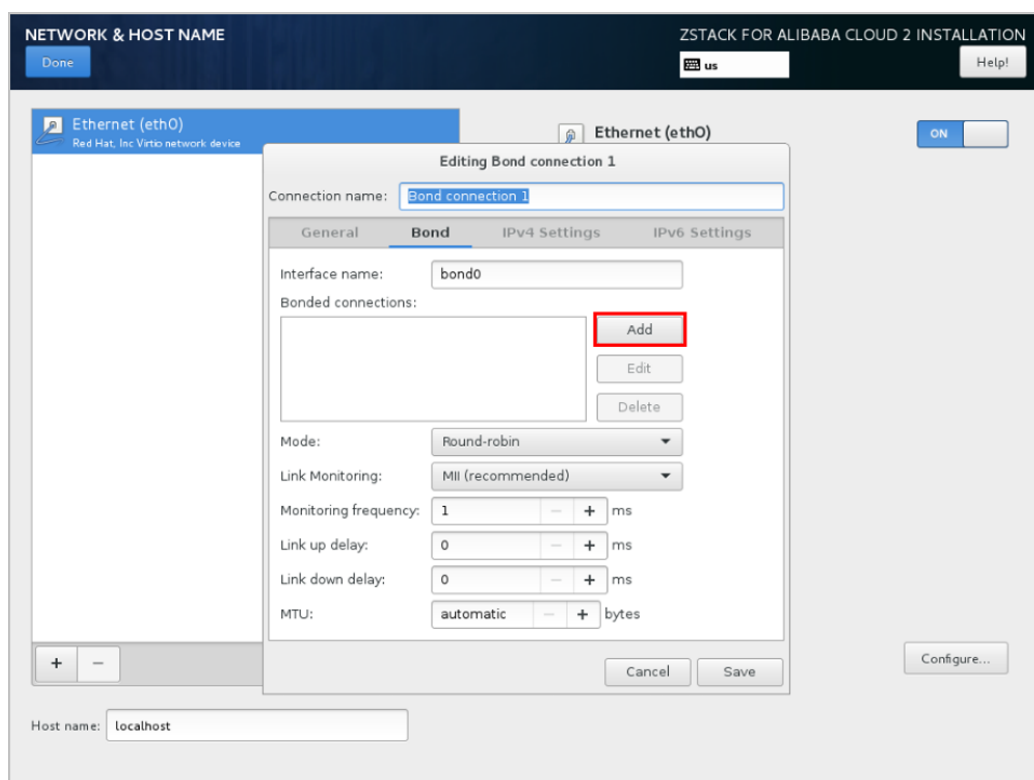 NETWORK & HOST NAME
ZSTACK FOR ALIBABA CLOUD 2 INSTALLATION
Done
us
Help!
Ethernet (eth0)
Red Hat, Inc Virtio network device
Ethernet (eth0)
ON
Editing Bond connection 1
Connection name: Bond connection 1
General Bond IPv4 Settings IPv6 Settings
Interface name: bond0
Bonded connections:
Add
Edit
Delete
Mode: Round-robin
Link Monitoring: MII (recommended)
Monitoring frequency: 1 − + ms
Link up delay: 0 − + ms
Link down delay: 0 − + ms
MTU: automatic − + bytes
+ −
Configure...
Cancel Save
Host name: localhost